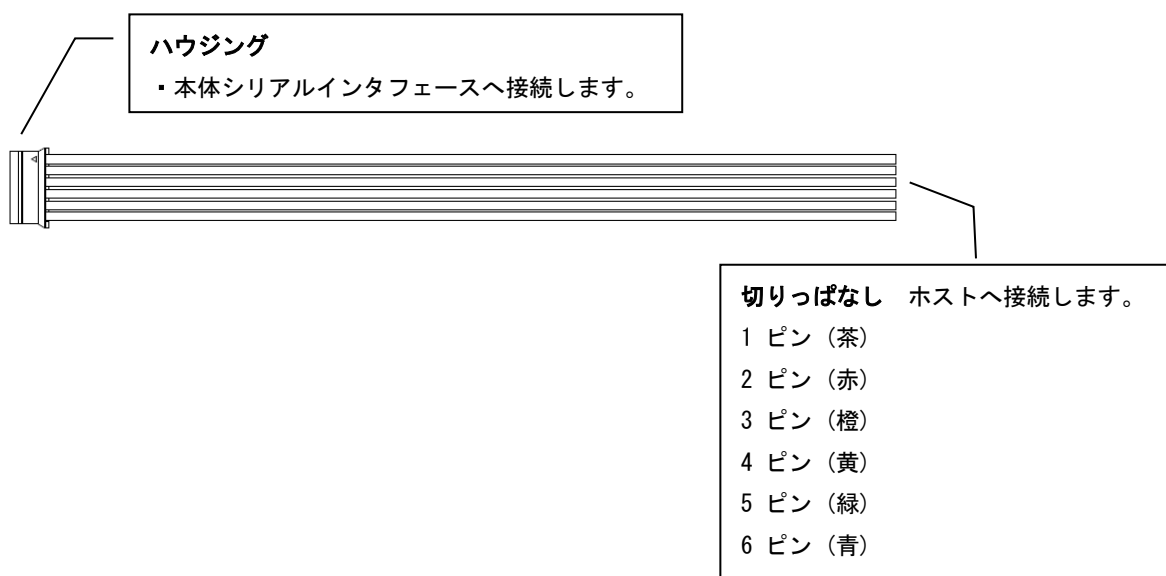 ハウジング
・本体シリアルインタフェースへ接続します。
切りっぱなし　ホストへ接続します。
1 ピン（茶）
2 ピン（赤）
3 ピン（橙）
4 ピン（黄）
5 ピン（緑）
6 ピン（青）